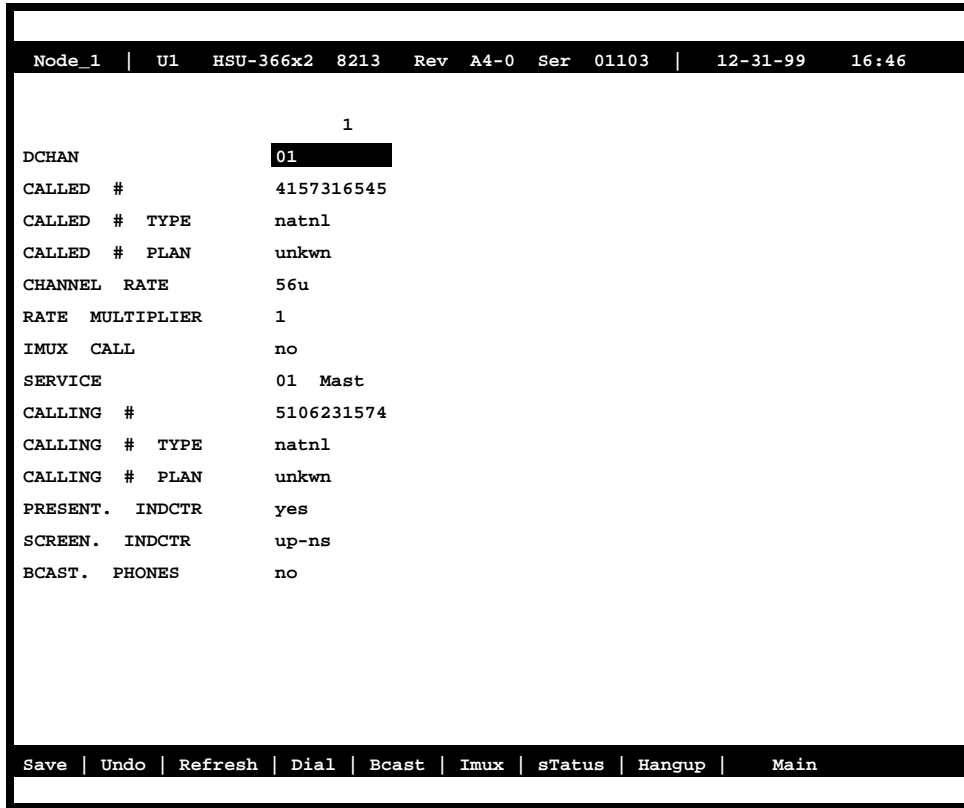 Node_1 | U1 HSU-366x2 8213 Rev A4-0 Ser 01103 | 12-31-99 16:46
1
DCHAN 01
CALLED # 4157316545
CALLED # TYPE natnl
CALLED # PLAN unkwn
CHANNEL RATE 56u
RATE MULTIPLIER 1
IMUX CALL no
SERVICE 01 Mast
CALLING # 5106231574
CALLING # TYPE natnl
CALLING # PLAN unkwn
PRESENT. INDCTR yes
SCREEN. INDCTR up-ns
BCAST. PHONES no
Save | Undo | Refresh | Dial | Bcast | Imux | sTatus | Hangup | Main